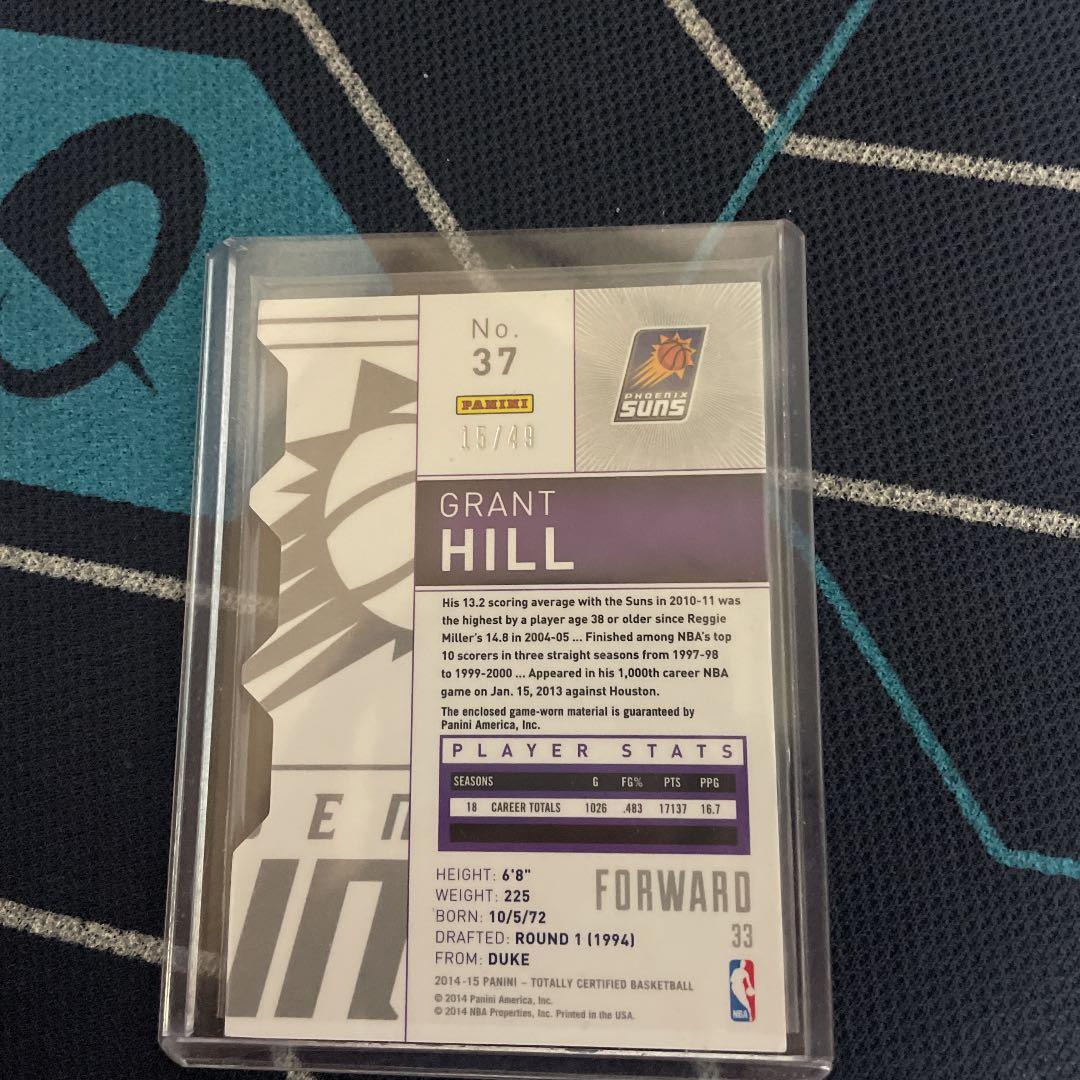 No.
37
PANINI
15/49
PHOENIX
SUNS
GRANT
HILL
His 13.2 scoring average with the Suns in 2010-11 was
the highest by a player age 38 or older since Reggie
Miller's 14.8 in 2004-05 ... Finished among NBA's top
10 scorers in three straight seasons from 1997-98
to 1999-2000 ... Appeared in his 1,000th career NBA
game on Jan. 15, 2013 against Houston.
The enclosed game-worn material is guaranteed by
Panini America, Inc.
PLAYER STATS
SEASONS G FG% PTS PPG
18 CAREER TOTALS 1026 .483 17137 16.7
HEIGHT: 6'8"
WEIGHT: 225
BORN: 10/5/72
DRAFTED: ROUND 1 (1994)
FROM: DUKE
FORWARD
33
2014-15 PANINI – TOTALLY CERTIFIED BASKETBALL
© 2014 Panini America, Inc.
© 2014 NBA Properties, Inc. Printed in the USA.
NBA